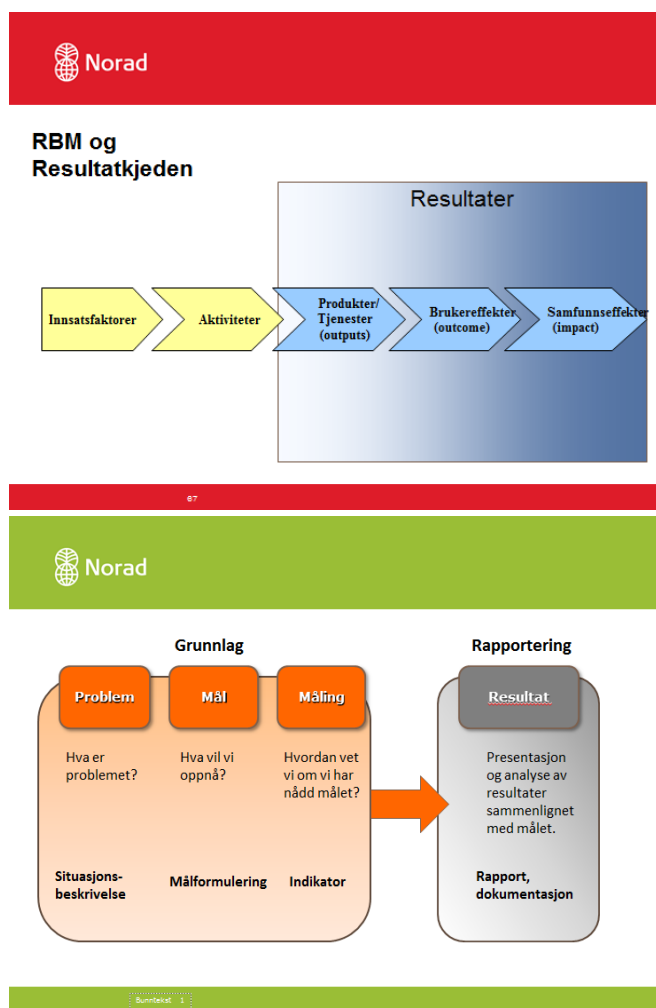 Norad
RBM og
Resultatkjeden
Resultater
Innsatsfaktorer
Aktiviteter
Produkter/
Tjenester
(outputs)
Brukereffekter
(outcome)
Samfunnseffekter
(impact)
67
Norad
Grunnlag
Rapportering
Problem
Mål
Måling
Resultat
Hva er
problemet?
Hva vil vi
oppnå?
Hvordan vet
vi om vi har
nådd målet?
Presentasjon
og analyse av
resultater
sammenlignet
med målet.
Situasjons-
beskrivelse
Målformulering
Indikator
Rapport,
dokumentasjon
Bunntekst 1